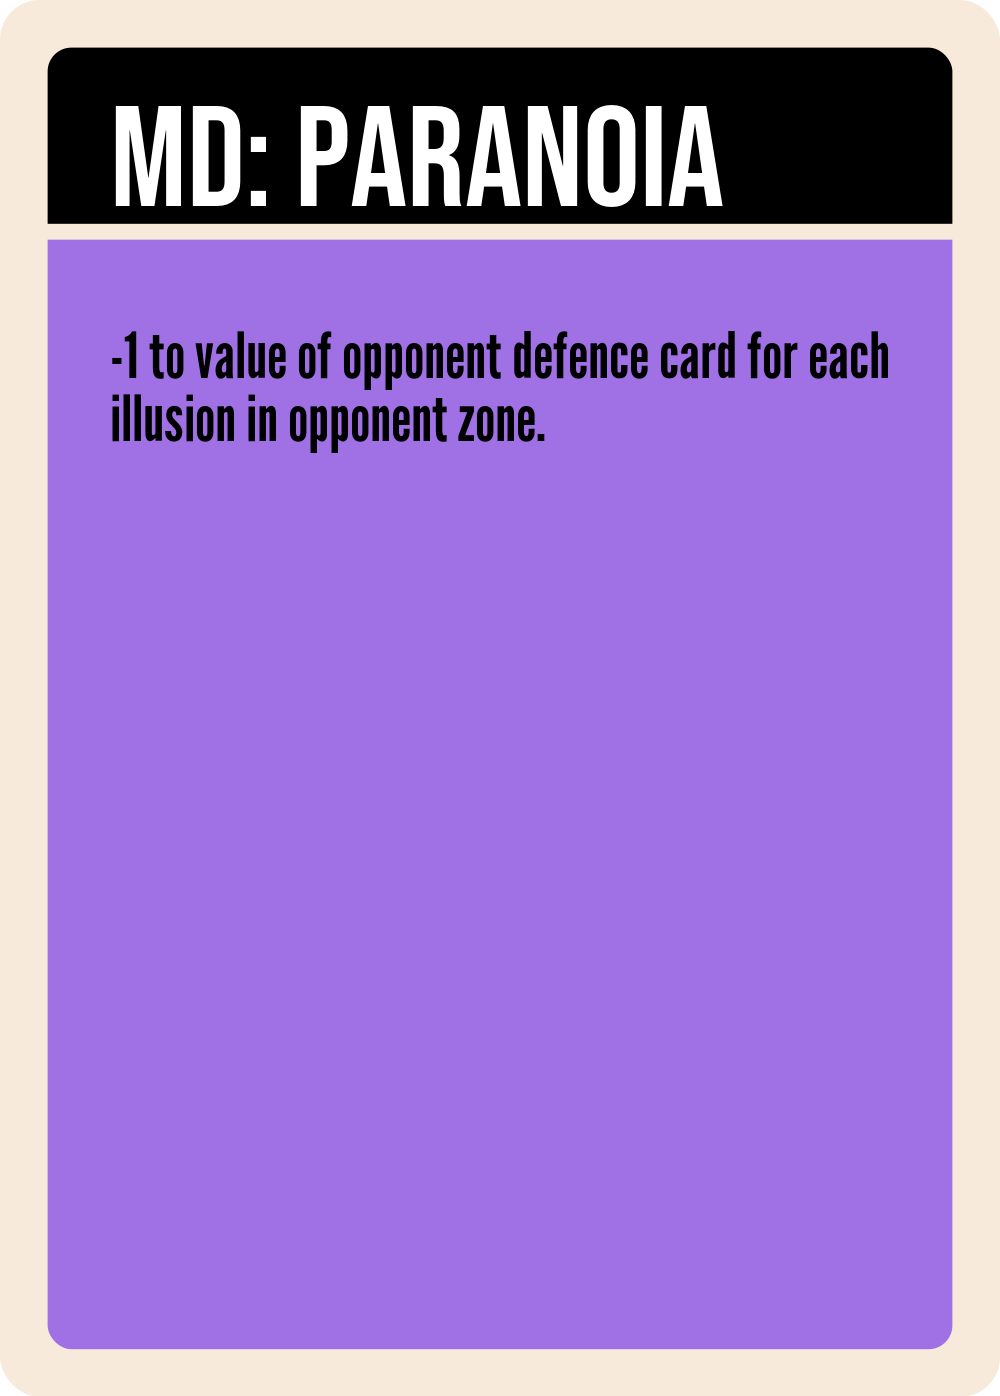 MD: PARANOIA
-1 to value of opponent defence card for each
illusion in opponent zone.